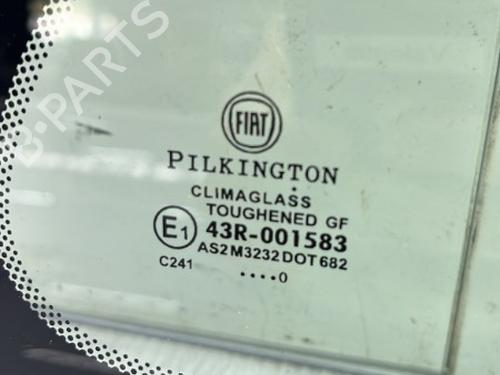 B-PARTS
FIAT
PILKINGTON
CLIMAGLASS
TOUGHENED GF
E1 43R-001583
AS2 M3232 DOT 682
C241 ....0